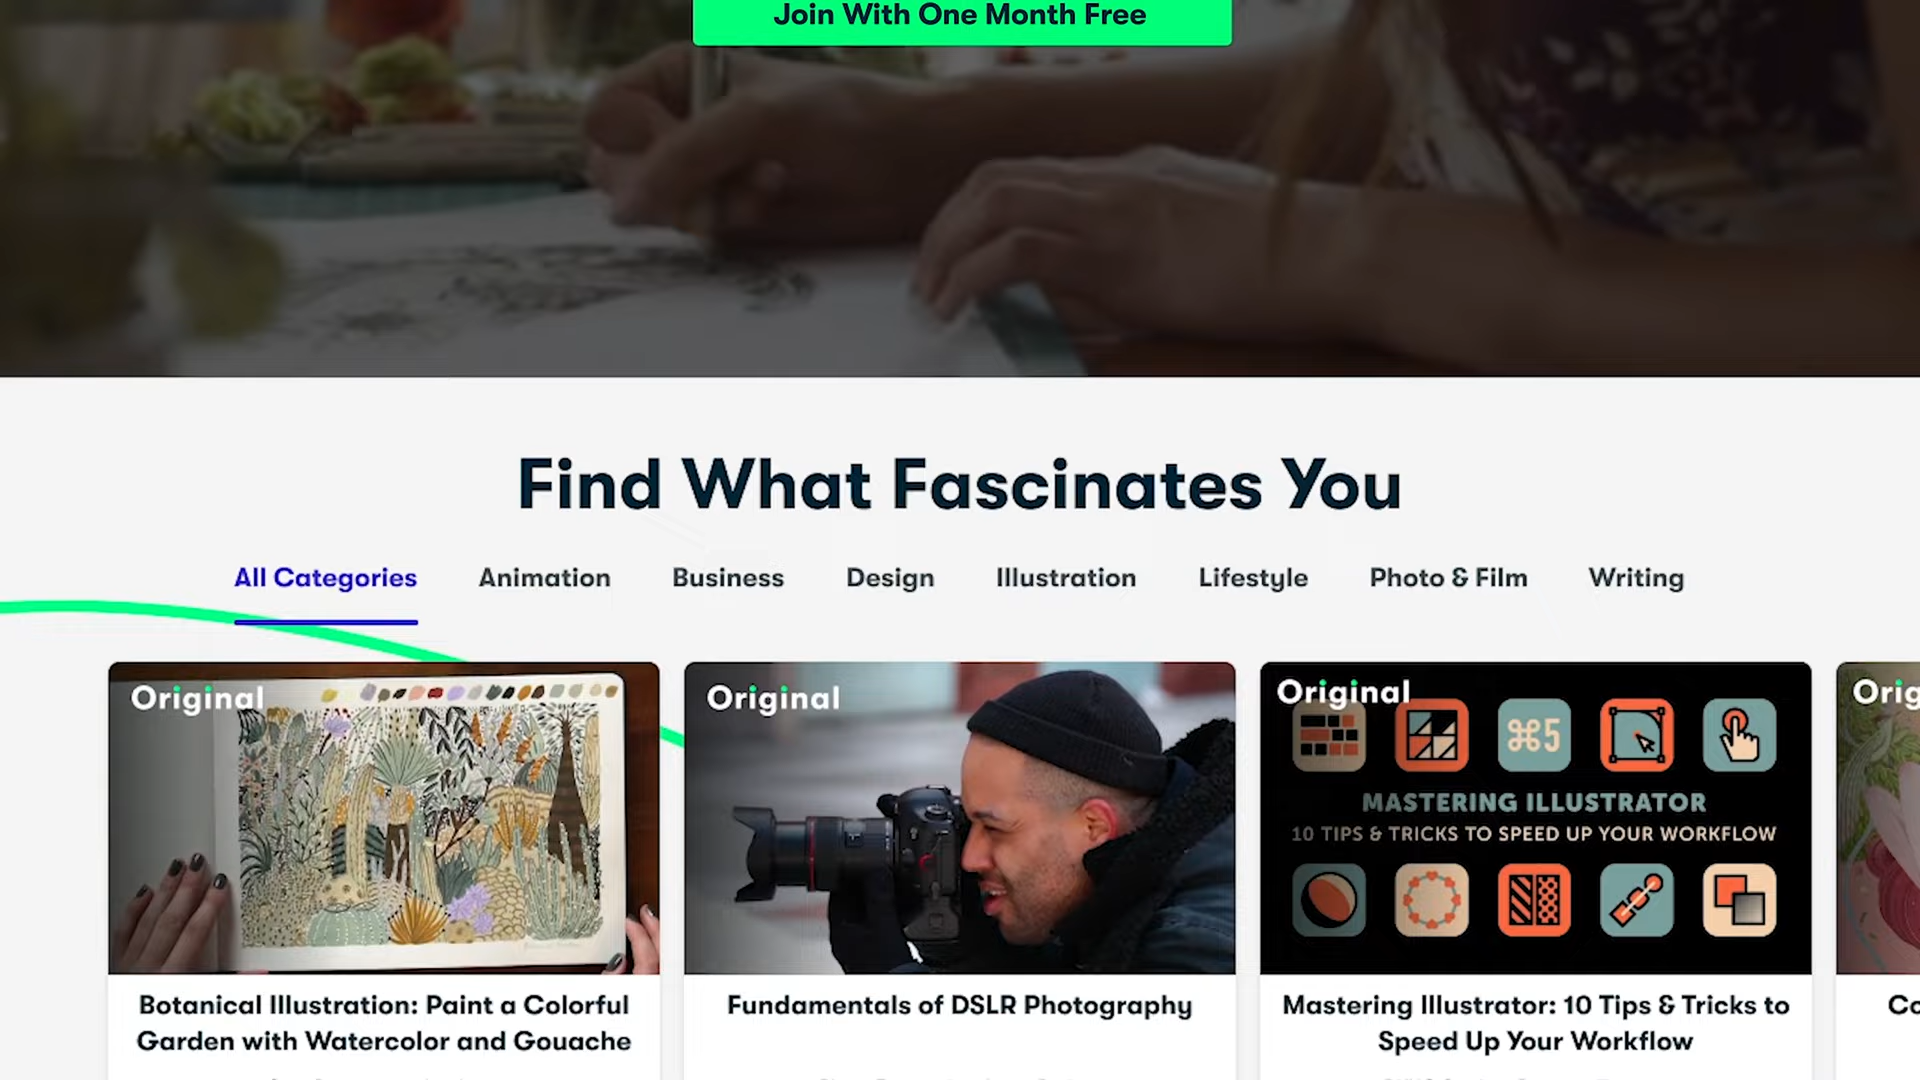 Join With One Month Free
Find What Fascinates You
All Categories
Animation
Business
Design
Illustration
Lifestyle
Photo & Film
Writing
Original
Original
Original
⌘5
MASTERING ILLUSTRATOR
10 TIPS & TRICKS TO SPEED UP YOUR WORKFLOW
Botanical Illustration: Paint a Colorful
Garden with Watercolor and Gouache
Fundamentals of DSLR Photography
Mastering Illustrator: 10 Tips & Tricks to
Speed Up Your Workflow